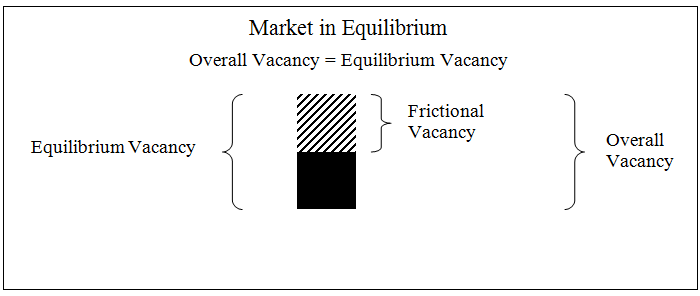 Market in Equilibrium
Overall Vacancy = Equilibrium Vacancy
Frictional
Vacancy
Equilibrium Vacancy
Overall
Vacancy